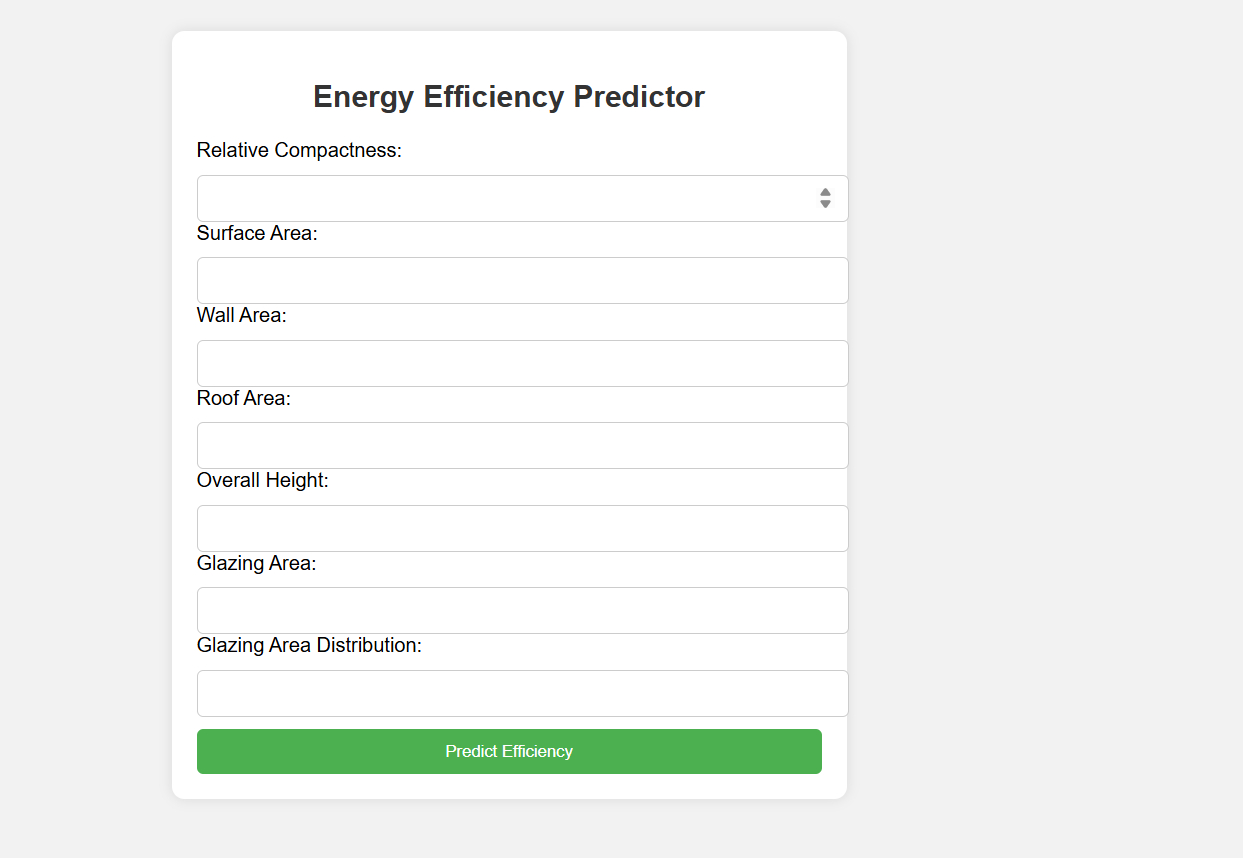 Energy Efficiency Predictor
Relative Compactness:
Surface Area:
Wall Area:
Roof Area:
Overall Height:
Glazing Area:
Glazing Area Distribution:
Predict Efficiency